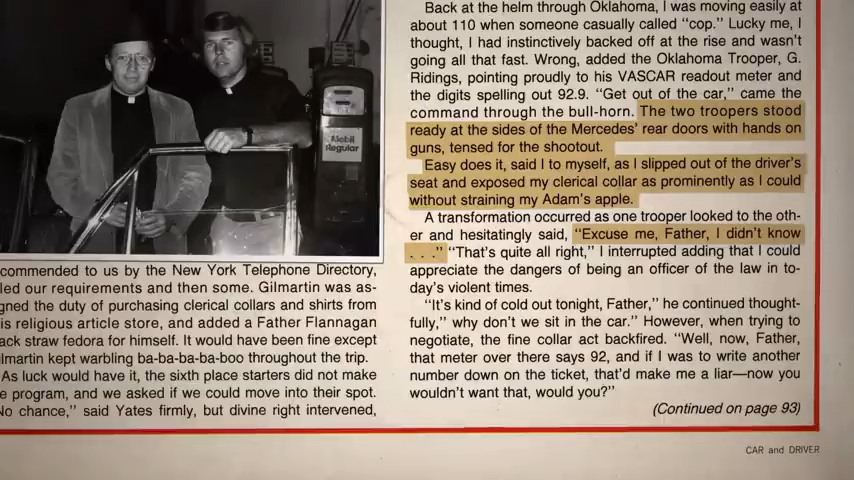 Mobil
Regular
commended to us by the New York Telephone Directory,
led our requirements and then some. Gilmartin was as-
gned the duty of purchasing clerical collars and shirts from
is religious article store, and added a Father Flannagan
ack straw fedora for himself. It would have been fine except
ilmartin kept warbling ba-ba-ba-ba-boo throughout the trip.
As luck would have it, the sixth place starters did not make
e program, and we asked if we could move into their spot.
No chance," said Yates firmly, but divine right intervened,
Back at the helm through Oklahoma, I was moving easily at
about 110 when someone casually called "cop." Lucky me, I
thought, I had instinctively backed off at the rise and wasn't
going all that fast. Wrong, added the Oklahoma Trooper, G.
Ridings, pointing proudly to his VASCAR readout meter and
the digits spelling out 92.9. "Get out of the car," came the
command through the bull-horn. The two troopers stood
ready at the sides of the Mercedes' rear doors with hands on
guns, tensed for the shootout.
Easy does it, said I to myself, as I slipped out of the driver's
seat and exposed my clerical collar as prominently as I could
without straining my Adam's apple.
A transformation occurred as one trooper looked to the oth-
er and hesitatingly said, "Excuse me, Father, I didn't know
. . ." "That's quite all right," I interrupted adding that I could
appreciate the dangers of being an officer of the law in to-
day's violent times.
"It's kind of cold out tonight, Father," he continued thought-
fully," why don't we sit in the car." However, when trying to
negotiate, the fine collar act backfired. "Well, now, Father,
that meter over there says 92, and if I was to write another
number down on the ticket, that'd make me a liar—now you
wouldn't want that, would you?"
(Continued on page 93)
CAR and DRIVER